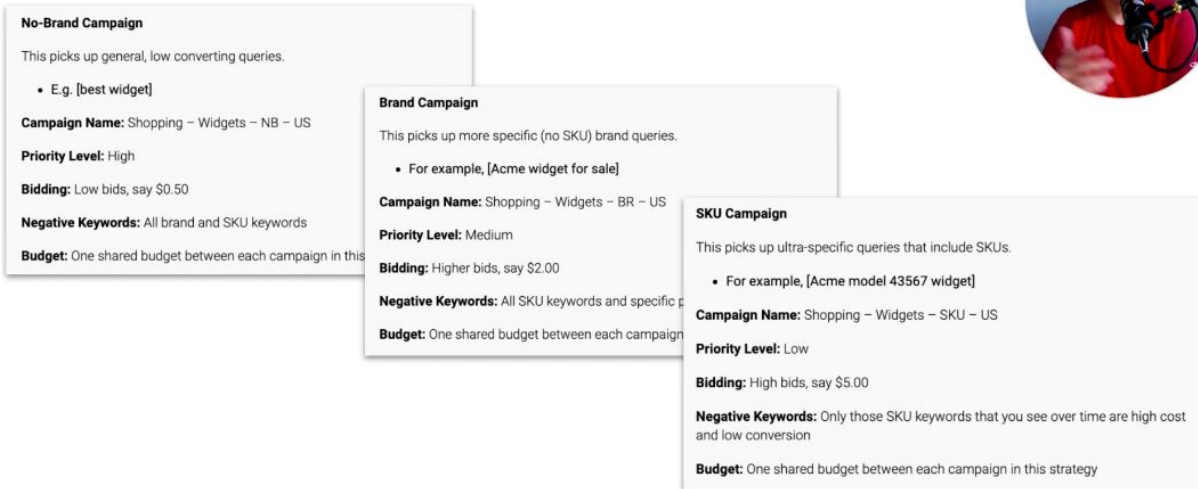 No-Brand Campaign
This picks up general, low converting queries.
• E.g. [best widget]
Campaign Name: Shopping – Widgets – NB – US
Priority Level: High
Bidding: Low bids, say $0.50
Negative Keywords: All brand and SKU keywords
Budget: One shared budget between each campaign in this
Brand Campaign
This picks up more specific (no SKU) brand queries.
• For example, [Acme widget for sale]
Campaign Name: Shopping – Widgets – BR – US
Priority Level: Medium
Bidding: Higher bids, say $2.00
Negative Keywords: All SKU keywords and specific
Budget: One shared budget between each campaign
SKU Campaign
This picks up ultra-specific queries that include SKUs.
• For example, [Acme model 43567 widget]
Campaign Name: Shopping – Widgets – SKU – US
Priority Level: Low
Bidding: High bids, say $5.00
Negative Keywords: Only those SKU keywords that you see over time are high cost
and low conversion
Budget: One shared budget between each campaign in this strategy